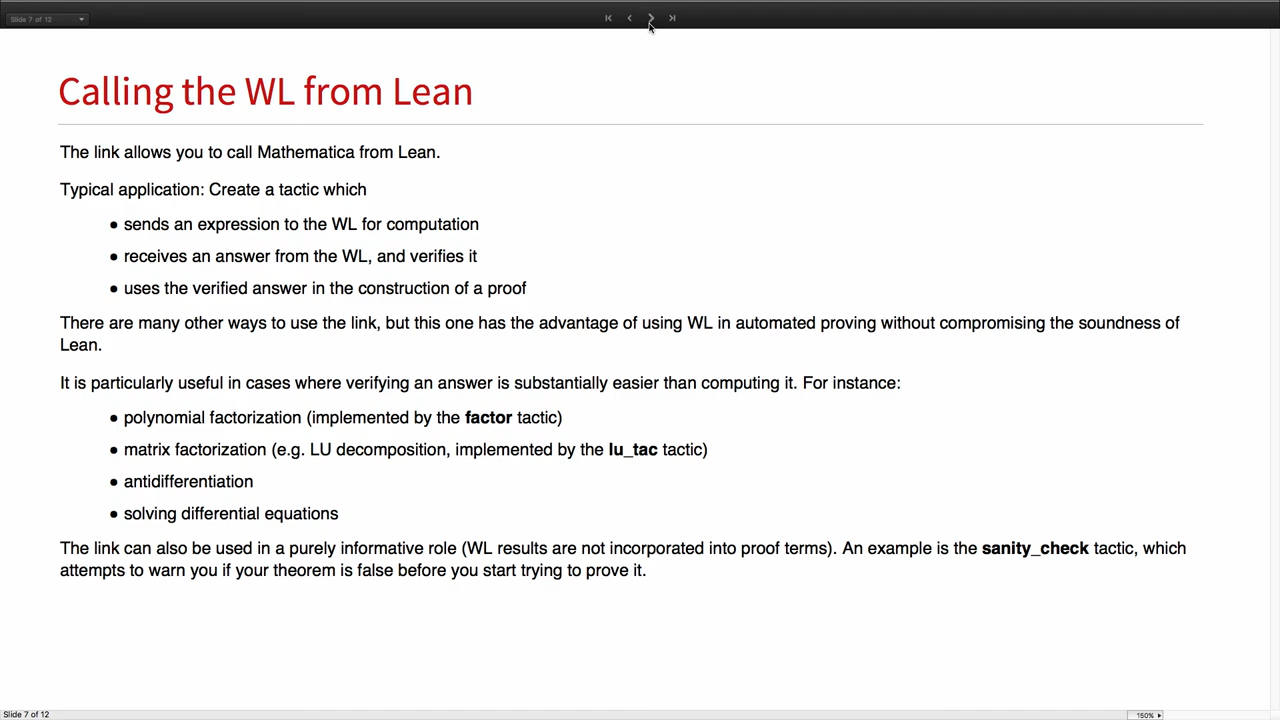 Slide 7 of 12
Calling the WL from Lean
The link allows you to call Mathematica from Lean.
Typical application: Create a tactic which
● sends an expression to the WL for computation
● receives an answer from the WL, and verifies it
● uses the verified answer in the construction of a proof
There are many other ways to use the link, but this one has the advantage of using WL in automated proving without compromising the soundness of
Lean.
It is particularly useful in cases where verifying an answer is substantially easier than computing it. For instance:
● polynomial factorization (implemented by the factor tactic)
● matrix factorization (e.g. LU decomposition, implemented by the lu_tac tactic)
● antidifferentiation
● solving differential equations
The link can also be used in a purely informative role (WL results are not incorporated into proof terms). An example is the sanity_check tactic, which
attempts to warn you if your theorem is false before you start trying to prove it.
Slide 7 of 12
150%